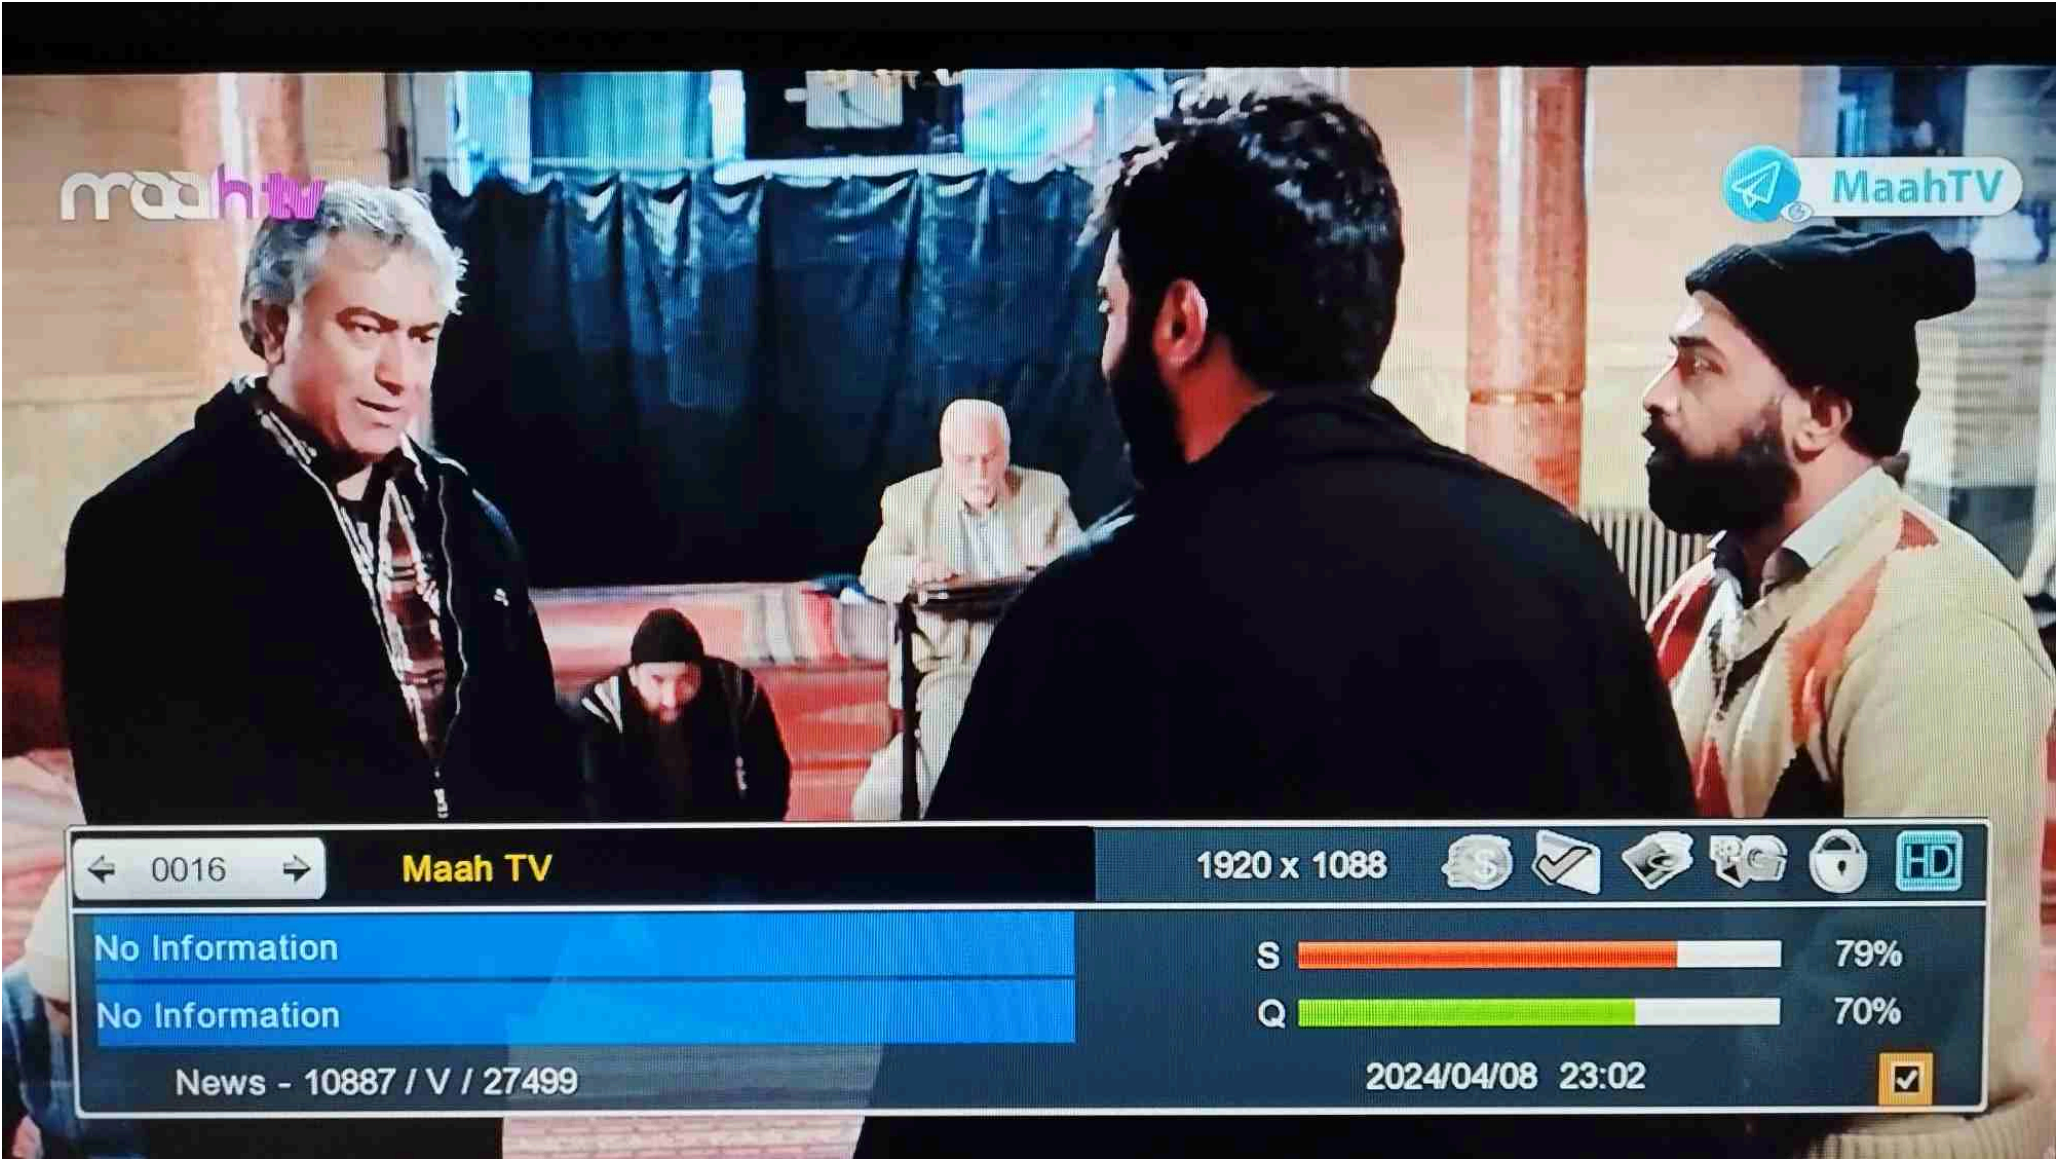 maahtv
MaahTV
0016
Maah TV
1920 x 1088
HD
No Information
S
79%
No Information
Q
70%
News - 10887 / V / 27499
2024/04/08 23:02